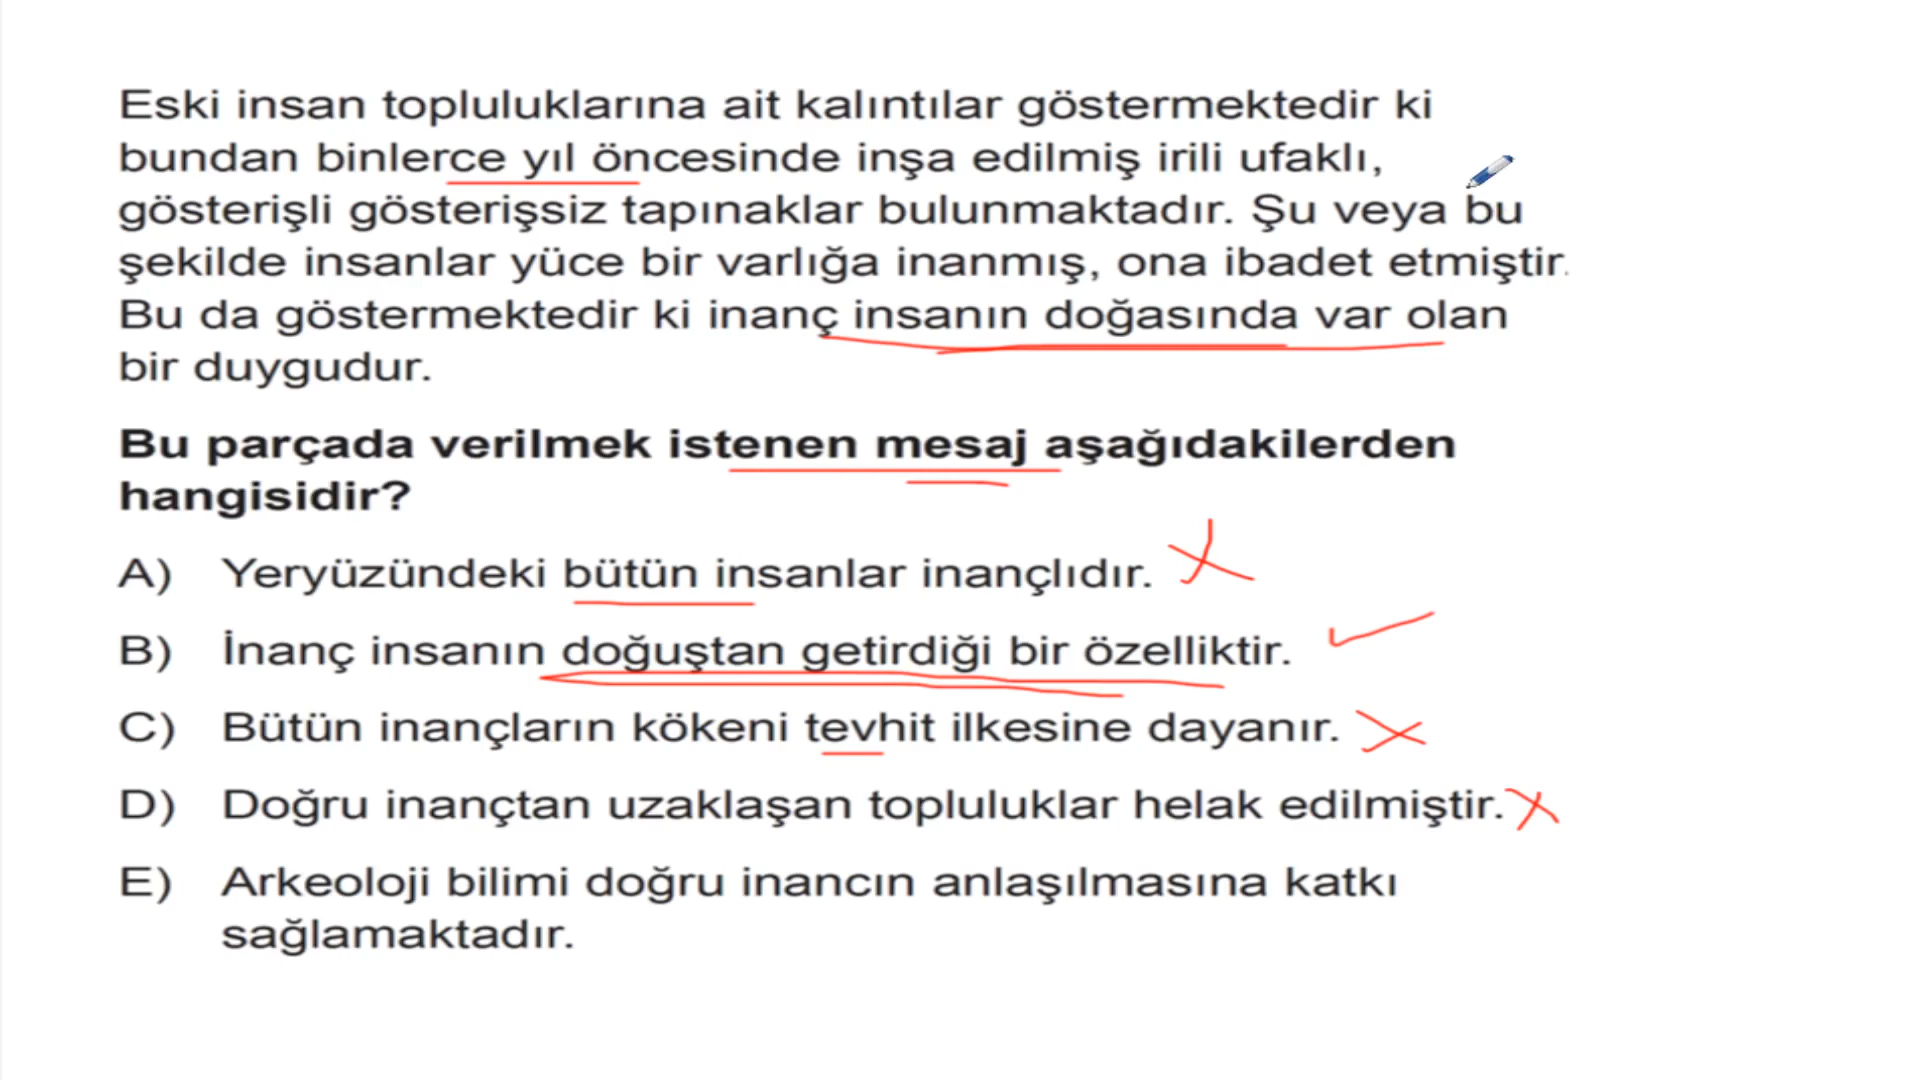 Eski insan topluluklarına ait kalıntılar göstermektedir ki
bundan binlerce yıl öncesinde inşa edilmiş irili ufaklı,
gösterişli gösterişsiz tapınaklar bulunmaktadır. Şu veya bu
şekilde insanlar yüce bir varlığa inanmış, ona ibadet etmiştir.
Bu da göstermektedir ki inanç insanın doğasında var olan
bir duygudur.
Bu parçada verilmek istenen mesaj aşağıdakilerden
hangisidir?
A) Yeryüzündeki bütün insanlar inançlıdır.
B) İnanç insanın doğuştan getirdiği bir özelliktir.
C) Bütün inançların kökeni tevhit ilkesine dayanır.
D) Doğru inançtan uzaklaşan topluluklar helak edilmiştir.
E) Arkeoloji bilimi doğru inancın anlaşılmasına katkı
sağlamaktadır.